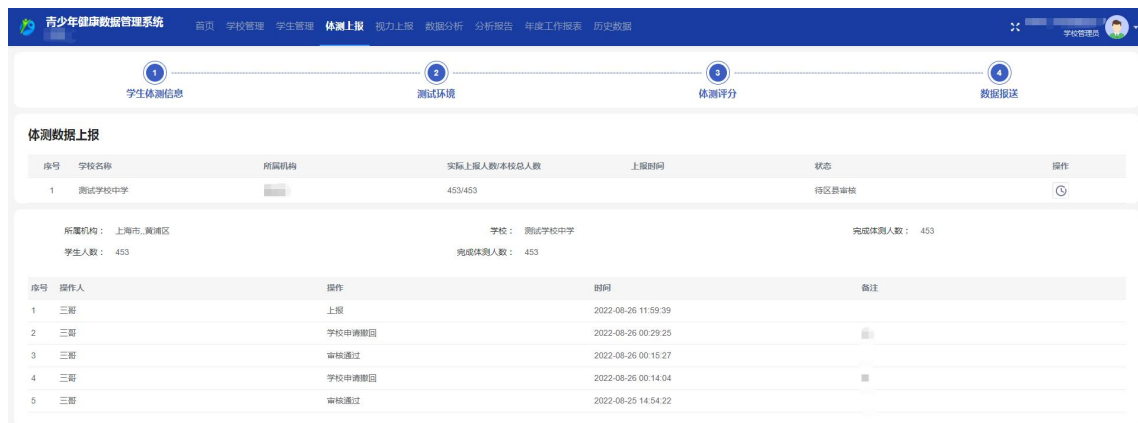 青少年健康数据管理系统
首页 学校管理 学生管理 体测上报 视力上报 数据分析 分析报告 年度工作报表 历史数据
学校管理员
1 2 3 4
学生体测信息 测试环境 体测评分 数据报送
体测数据上报
序号 学校名称 所属机构 实际上报人数/本校总人数 上报时间 状态 操作
1 测试学校中学 453/453 待区县审核
所属机构： 上海市,,黄浦区 学校： 测试学校中学 完成体测人数： 453
学生人数： 453 完成体测人数： 453
序号 操作人 操作 时间 备注
1 三哥 上报 2022-08-26 11:59:39
2 三哥 学校申请撤回 2022-08-26 00:29:25
3 三哥 审核通过 2022-08-26 00:15:27
4 三哥 学校申请撤回 2022-08-26 00:14:04
5 三哥 审核通过 2022-08-25 14:54:22